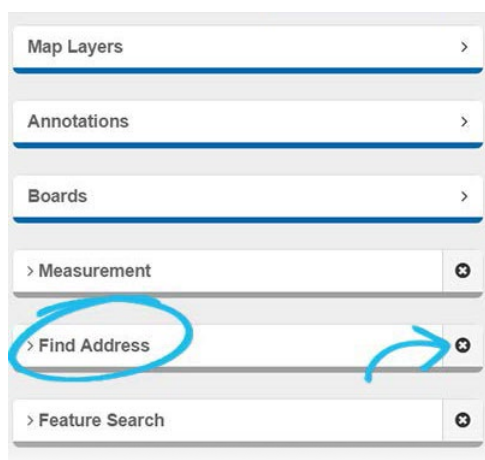 Map Layers
Annotations
Boards
Measurement
Find Address
Feature Search